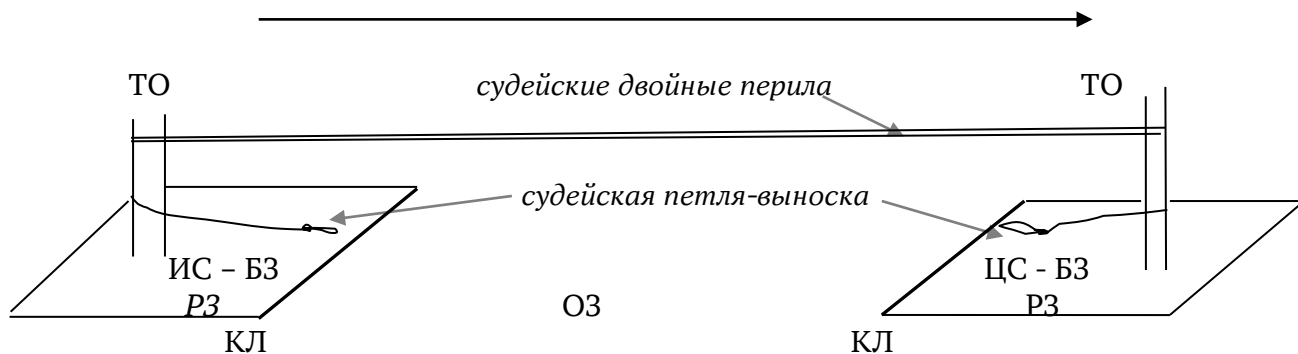 ТО
судейские двойные перила
ТО
судейская петля-выноска
ИС – БЗ
РЗ
ОЗ
ЦС - БЗ
РЗ
КЛ
КЛ